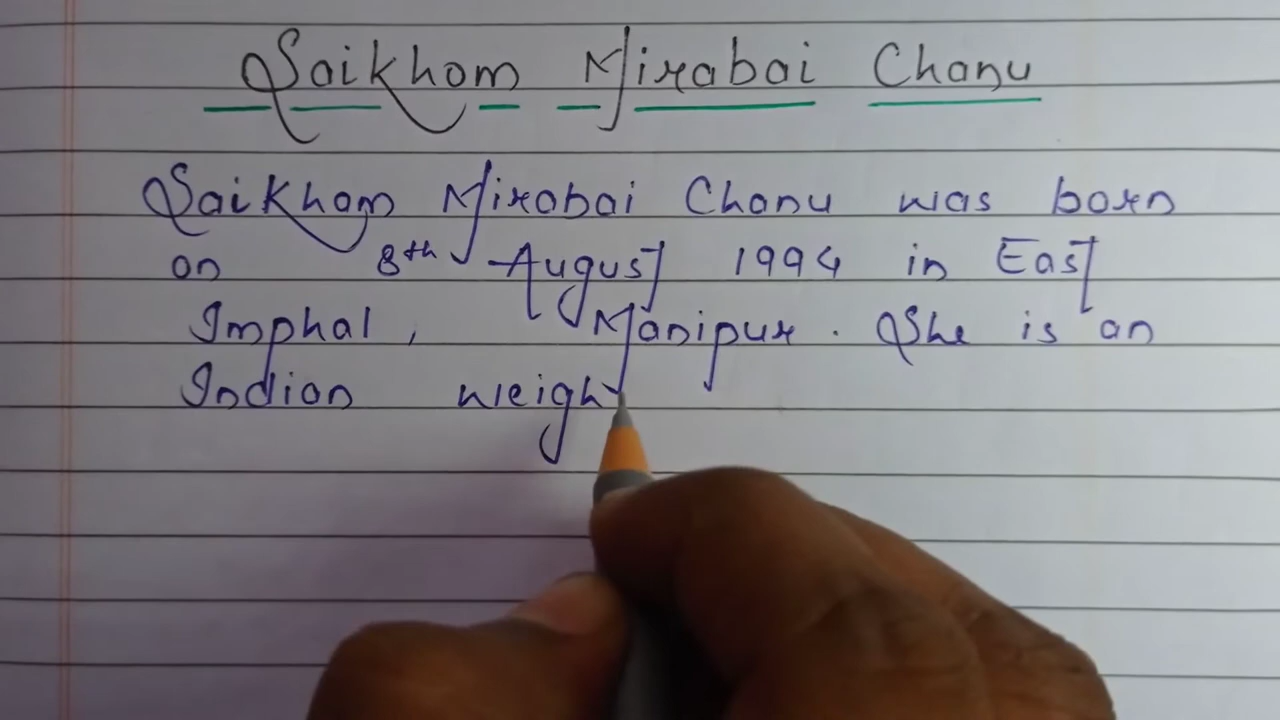 Saikhom Mirabai Chanu
Saikhom Mirabai Chanu was born
on 8th August 1994 in East
Imphal, Manipur. She is an
Indian weigh